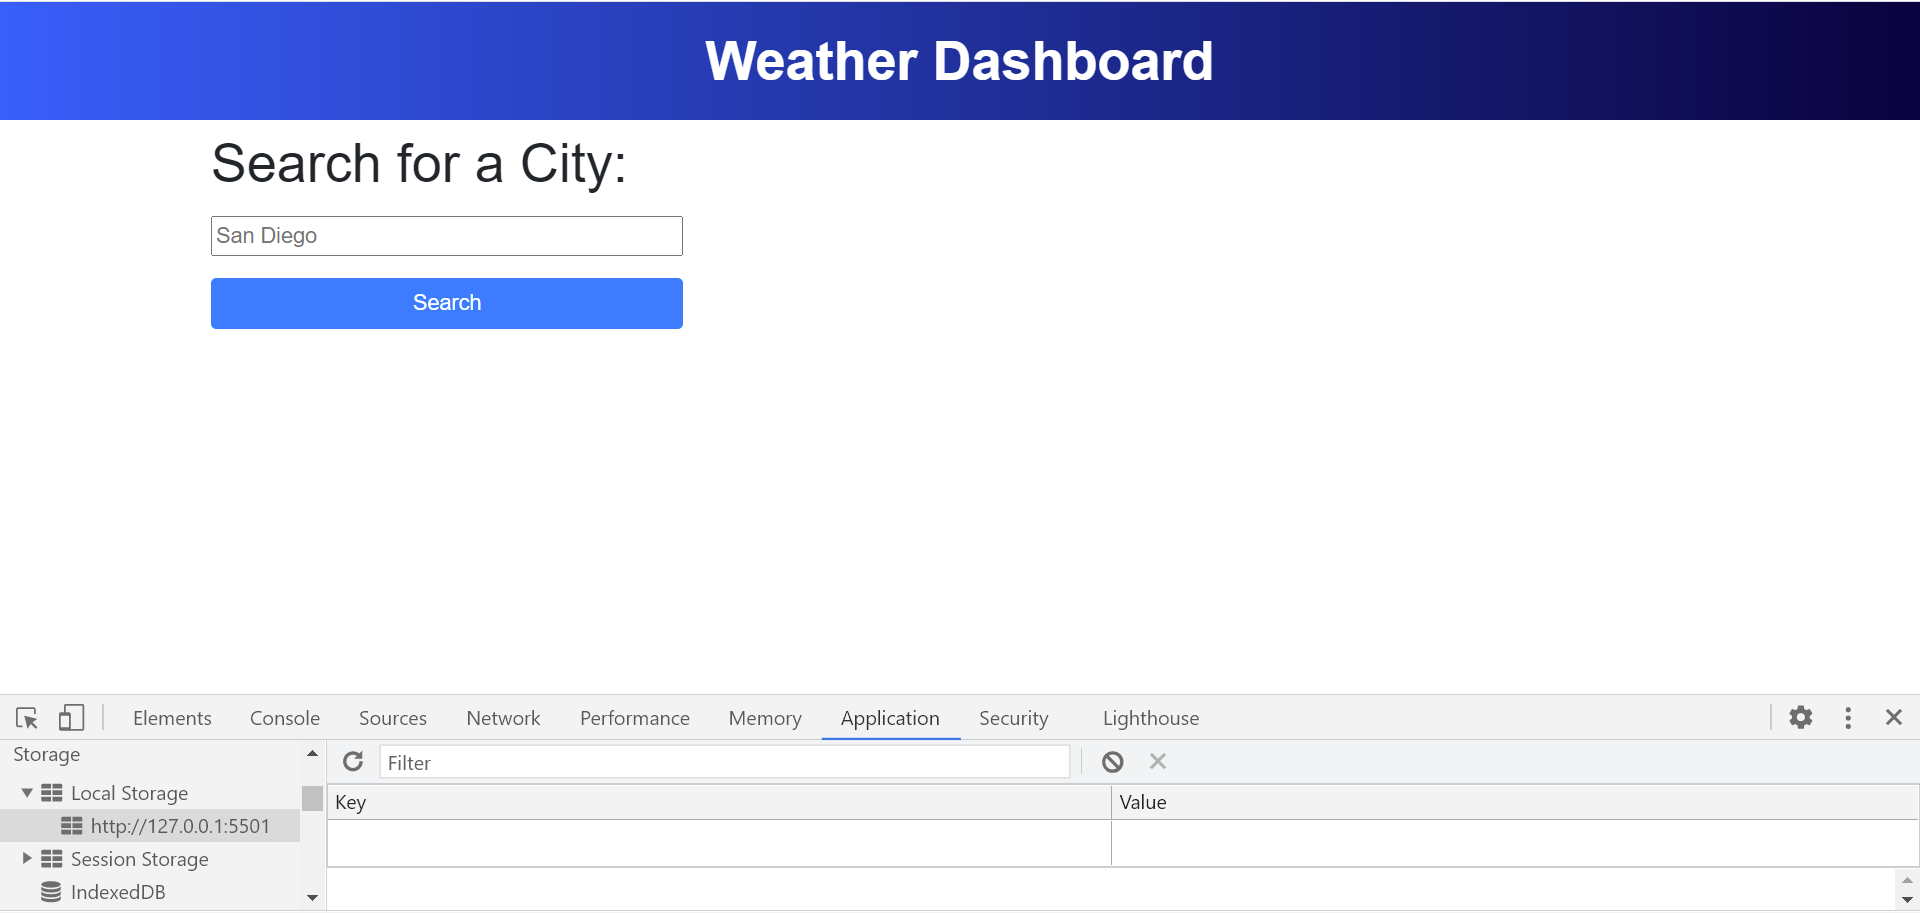 Weather Dashboard
Search for a City:
San Diego
Search
Elements Console Sources Network Performance Memory Application Security Lighthouse
Storage
Filter
Local Storage
Key Value
http://127.0.0.1:5501
Session Storage
IndexedDB